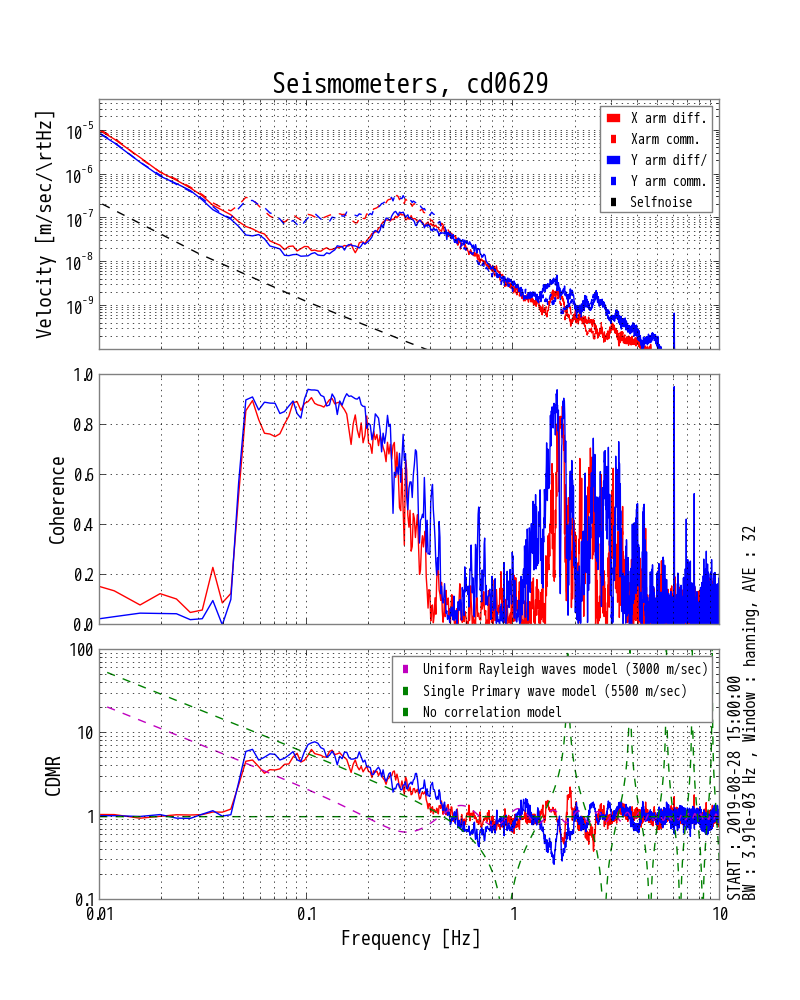 Seismometers, cd0629
Velocity [m/sec/\rtHz]
10^-5
10^-6
10^-7
10^-8
10^-9
X arm diff.
Xarm comm.
Y arm diff/
Y arm comm.
Selfnoise
Coherence
1.0
0.8
0.6
0.4
0.2
0.0
CDMR
100
10
1
0.1
Uniform Rayleigh waves model (3000 m/sec)
Single Primary wave model (5500 m/sec)
No correlation model
0.01
0.1
1
10
Frequency [Hz]
START : 2019-08-28 15:00:00
BW : 3.91e-03 Hz , Window : hanning, AVE : 32